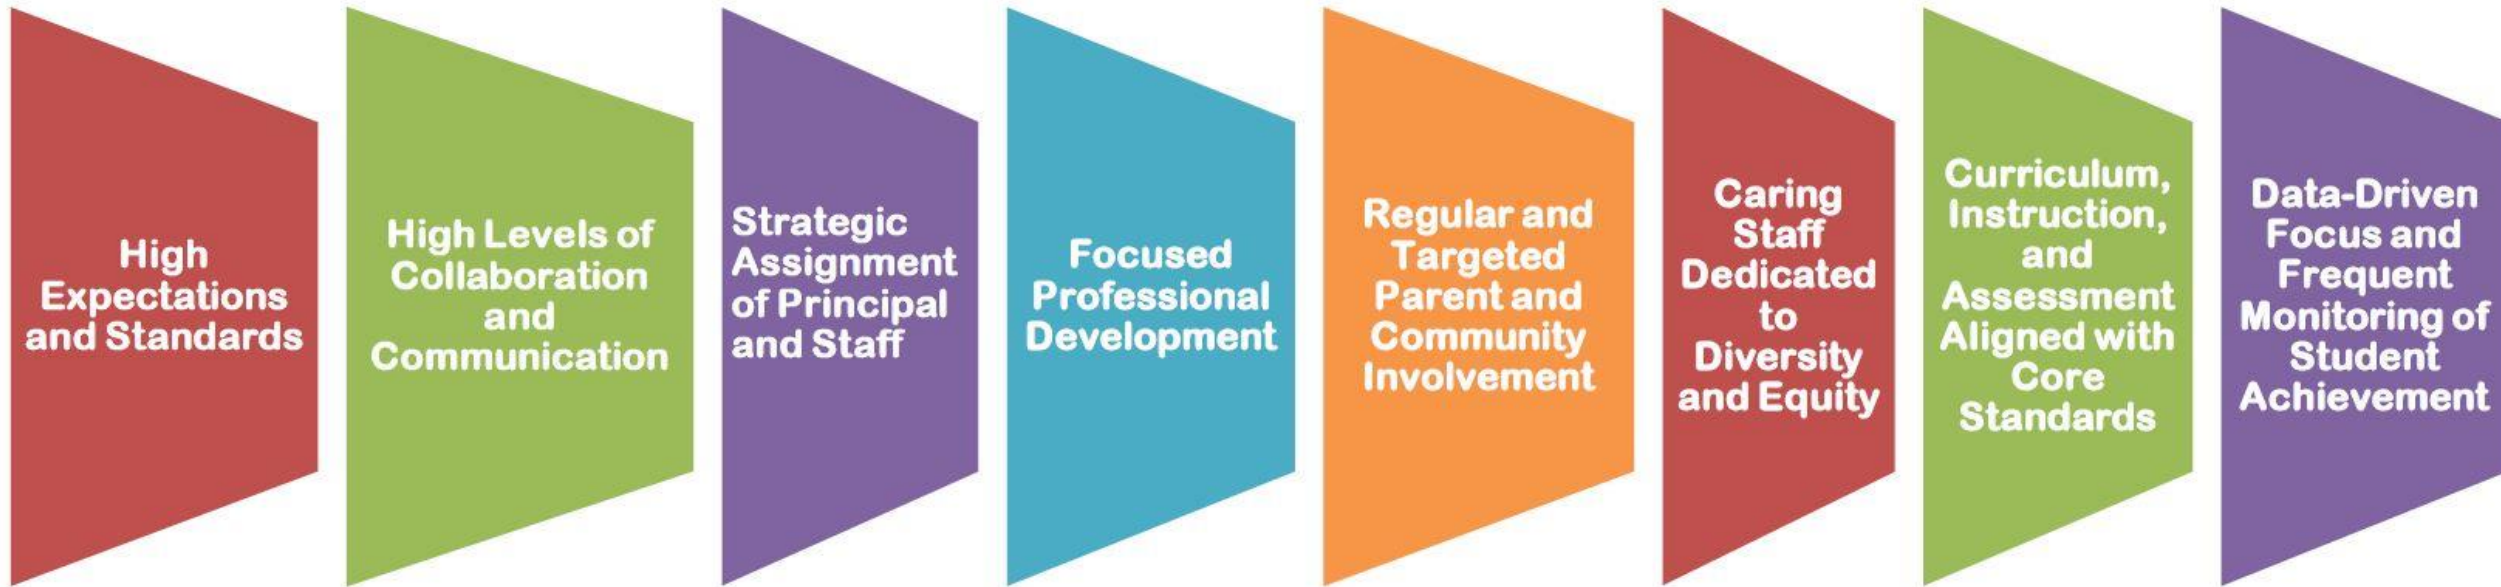 High
Expectations
and Standards
High Levels of
Collaboration
and
Communication
Strategic
Assignment
of Principal
and Staff
Focused
Professional
Development
Regular and
Targeted
Parent and
Community
Involvement
Caring
Staff
Dedicated
to
Diversity
and Equity
Curriculum,
Instruction,
and
Assessment
Aligned with
Core
Standards
Data-Driven
Focus and
Frequent
Monitoring of
Student
Achievement